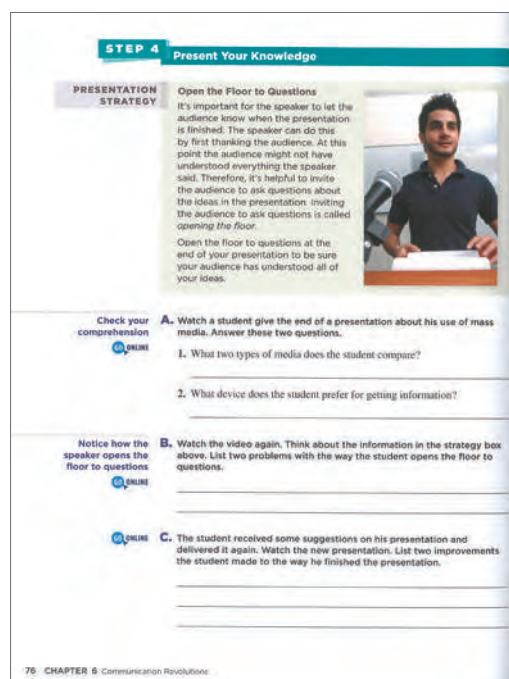 STEP 4
Present Your Knowledge
PRESENTATION
STRATEGY
Open the Floor to Questions
It's important for the speaker to let the
audience know when the presentation
is finished. The speaker can do this
by first thanking the audience. At this
point the audience might not have
understood everything the speaker
said. Therefore, it's helpful to invite
the audience to ask questions about
the ideas in the presentation. Inviting
the audience to ask questions is called
opening the floor.
Open the floor to questions at the
end of your presentation to be sure
your audience has understood all of
your ideas.
Check your
comprehension
GO ONLINE
A. Watch a student give the end of a presentation about his use of mass
media. Answer these two questions.
1. What two types of media does the student compare?
2. What device does the student prefer for getting information?
Notice how the
speaker opens the
floor to questions
GO ONLINE
B. Watch the video again. Think about the information in the strategy box
above. List two problems with the way the student opens the floor to
questions.
GO ONLINE
C. The student received some suggestions on his presentation and
delivered it again. Watch the new presentation. List two improvements
the student made to the way he finished the presentation.
76 CHAPTER 6 Communication Revolutions